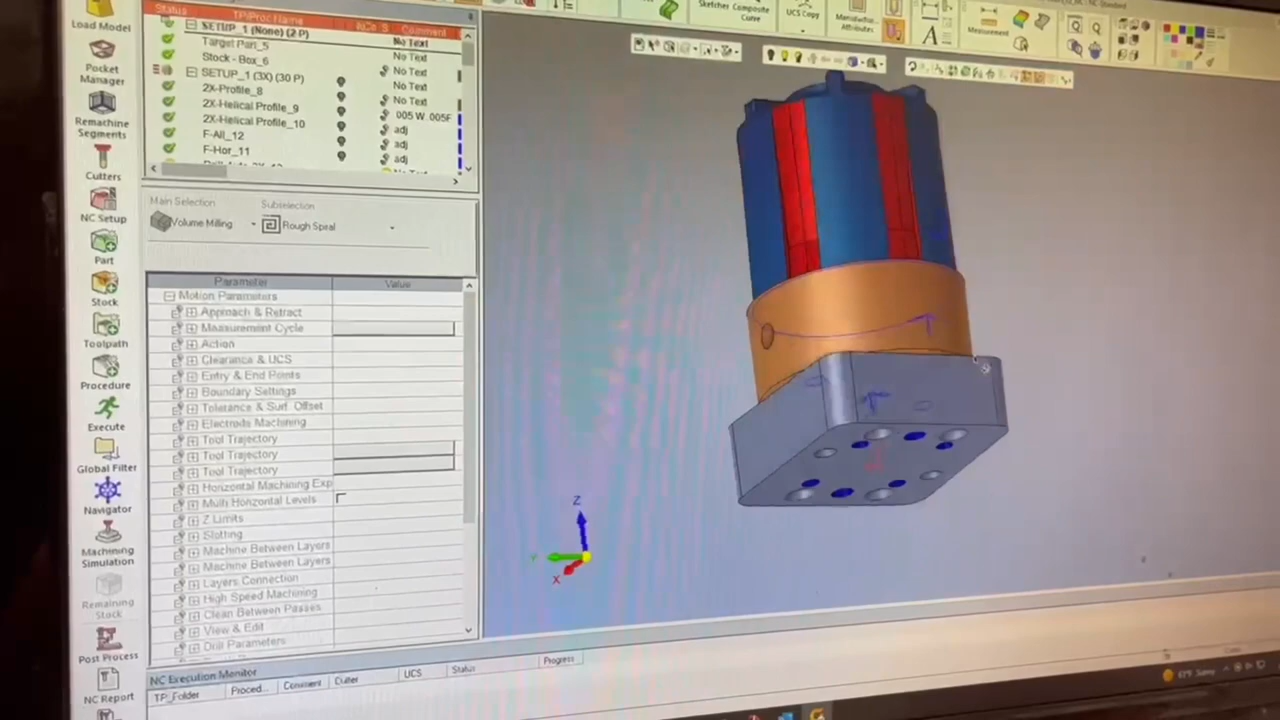 Load Model
Pocket
Manager
Remachine
Segments
Cutters
NC Setup
Part
Stock
Toolpath
Procedure
Execute
Global Filter
Navigator
Machining
Simulation
Remaining
Stock
Post Process
NC Report
Status
TP/Proc Name
Comment
SETUP_1 (None) (2 P)
No Text
Target Part_5
No Text
Stock - Box_6
No Text
SETUP_1 (3X) (30 P)
No Text
2X-Profile_8
No Text
2X-Helical Profile_9
005 W .005F
2X-Helical Profile_10
adj
F-All_12
adj
F-Hor_11
adj
Main Selection
Subselection
Volume Milling
Rough Spiral
Parameter
Value
Motion Parameters
Approach & Retract
Measurement Cycle
Action
Clearance & UCS
Entry & End Points
Boundary Settings
Tolerance & Surf. Offset
Electrode Machining
Tool Trajectory
Tool Trajectory
Tool Trajectory
Horizontal Machining Exp
Multi Horizontal Levels
Z Limits
Slotting
Machine Between Layers
Machine Between Layers
Layers Connection
High Speed Machining
Clean Between Passes
View & Edit
Drill Parameters
NC Execution Monitor
TP_Folder
Proced...
Comment
Cutter
UCS
Status
Progress
Sketcher Composite
Curve
UCS Copy
Attributes
Measurement
Z
Y
X